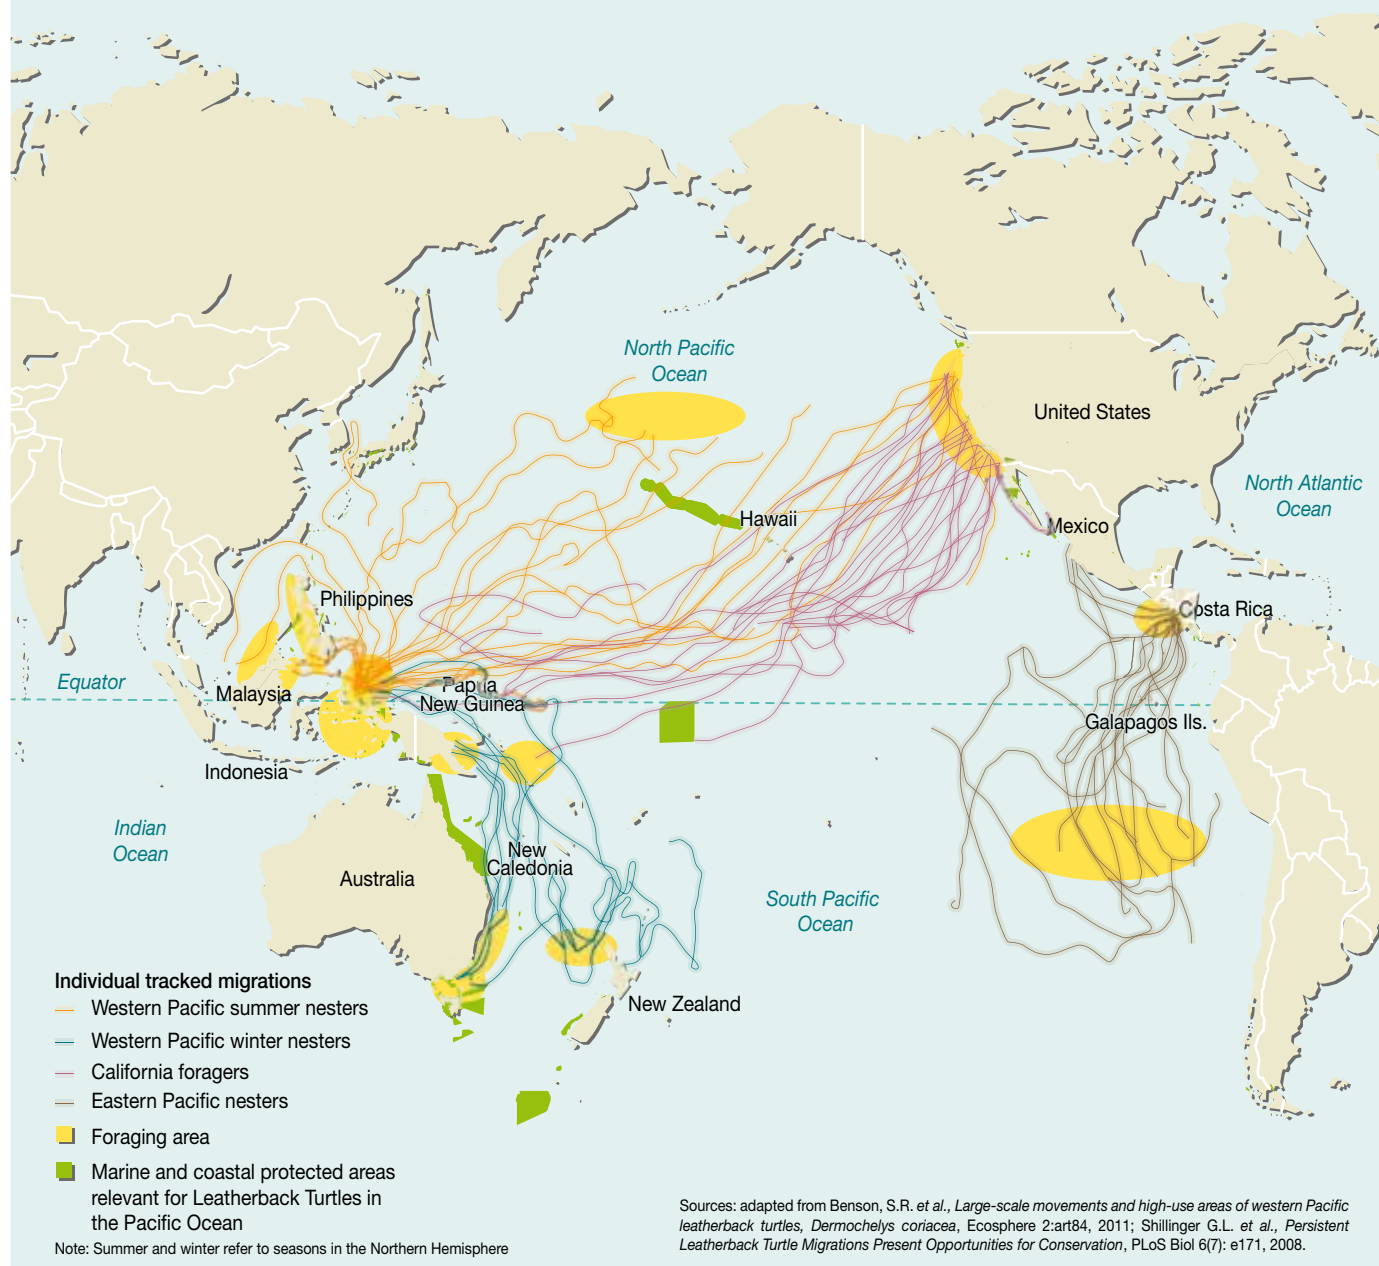 North Pacific
Ocean
United States
North Atlantic
Ocean
Hawaii
Mexico
Philippines
Costa Rica
Equator
Malaysia
Papua
New Guinea
Galapagos Ils.
Indonesia
Indian
Ocean
New
Caledonia
Australia
South Pacific
Ocean
New Zealand
Individual tracked migrations
Western Pacific summer nesters
Western Pacific winter nesters
California foragers
Eastern Pacific nesters
Foraging area
Marine and coastal protected areas
relevant for Leatherback Turtles in
the Pacific Ocean
Note: Summer and winter refer to seasons in the Northern Hemisphere
Sources: adapted from Benson, S.R. et al., Large-scale movements and high-use areas of western Pacific
leatherback turtles, Dermochelys coriacea, Ecosphere 2:art84, 2011; Shillinger G.L. et al., Persistent
Leatherback Turtle Migrations Present Opportunities for Conservation, PLoS Biol 6(7): e171, 2008.